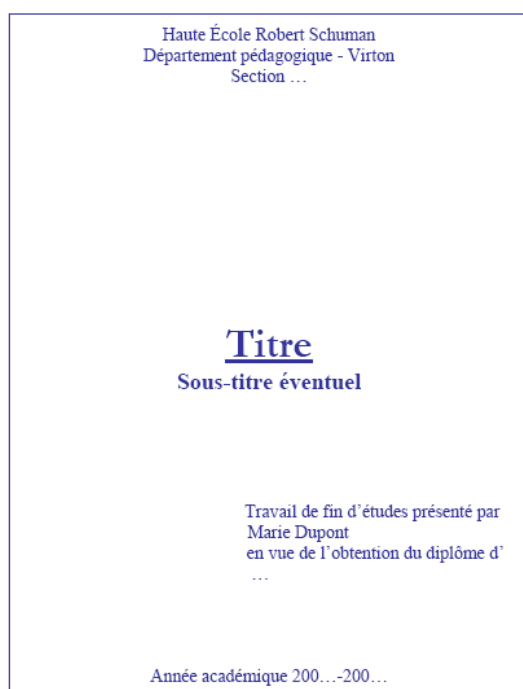 Haute École Robert Schuman
Département pédagogique - Virton
Section …
Titre
Sous-titre éventuel
Travail de fin d’études présenté par
Marie Dupont
en vue de l’obtention du diplôme d’
…
Année académique 200…-200…